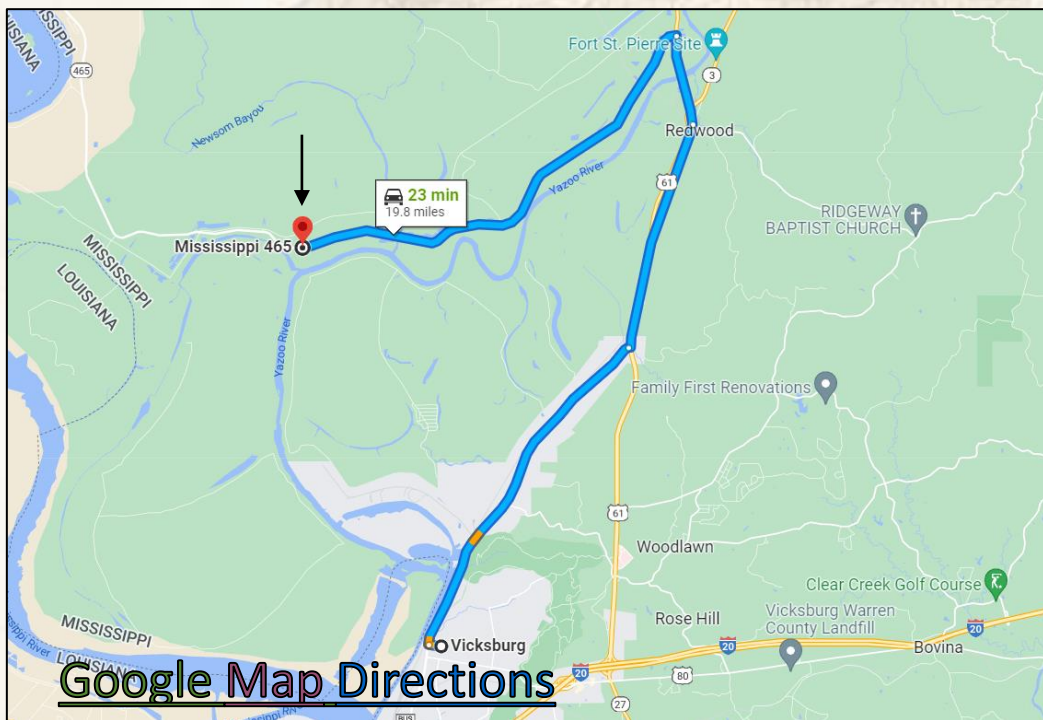 MISSISSIPPI
LOUISIANA
465
Fort St. Pierre Site
3
Newsom Bayou
Redwood
Yazoo River
61
23 min
19.8 miles
RIDGEWAY
BAPTIST CHURCH
Mississippi 465
MISSISSIPPI
LOUISIANA
Yazoo River
Family First Renovations
61
Woodlawn
Clear Creek Golf Course
Rose Hill
Vicksburg Warren
County Landfill
20
20
Bovina
MISSISSIPPI
LOUISIANA
Vicksburg
20
80
27
BUS
Google Map Directions